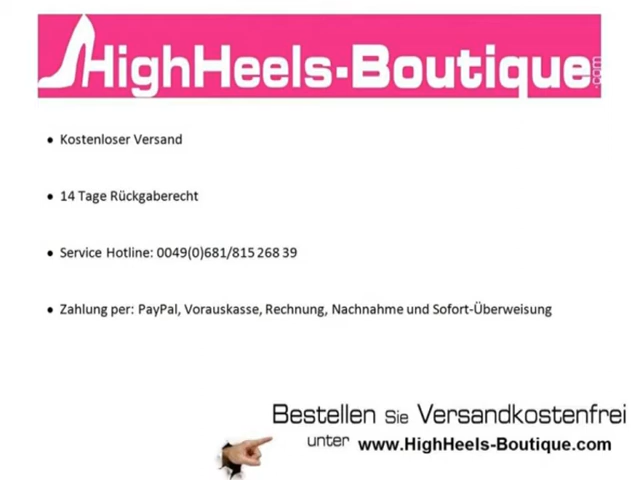 HighHeels-Boutique.com
• Kostenloser Versand
• 14 Tage Rückgaberecht
• Service Hotline: 0049(0)681/815 268 39
• Zahlung per: PayPal, Vorauskasse, Rechnung, Nachnahme und Sofort-Überweisung
Bestellen Sie Versandkostenfrei
unter www.HighHeels-Boutique.com